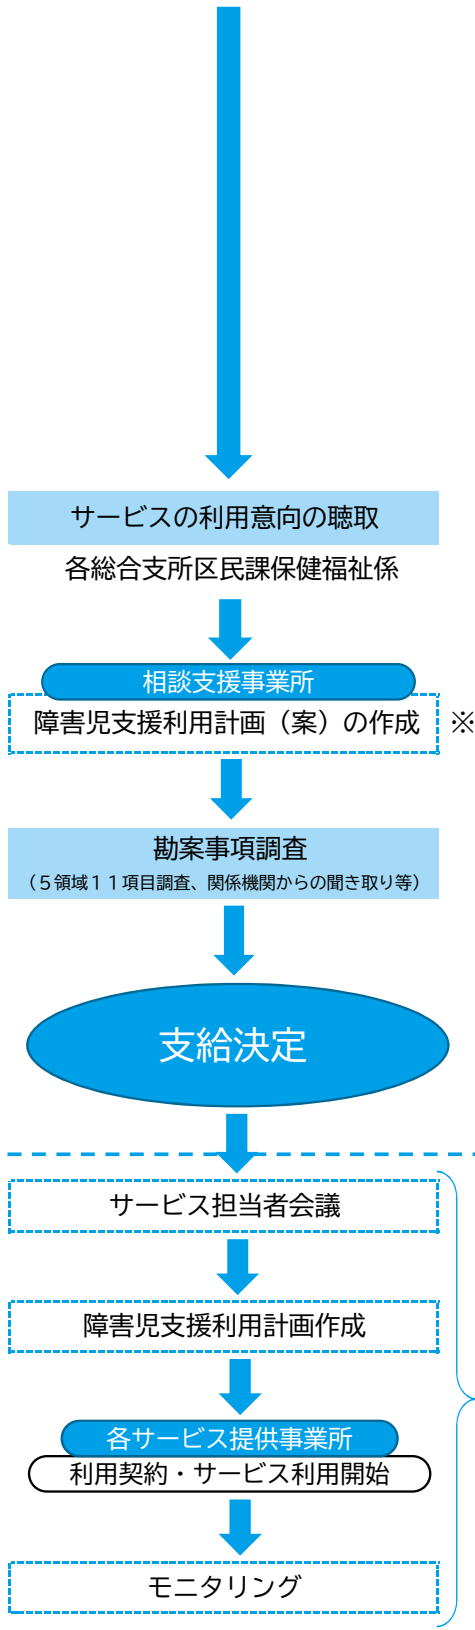 サービスの利用意向の聴取
各総合支所区民課保健福祉係
相談支援事業所
障害児支援利用計画（案）の作成 ※
勘案事項調査
（５領域１１項目調査、関係機関からの聞き取り等）
支給決定
サービス担当者会議
障害児支援利用計画作成
各サービス提供事業所
利用契約・サービス利用開始
モニタリング